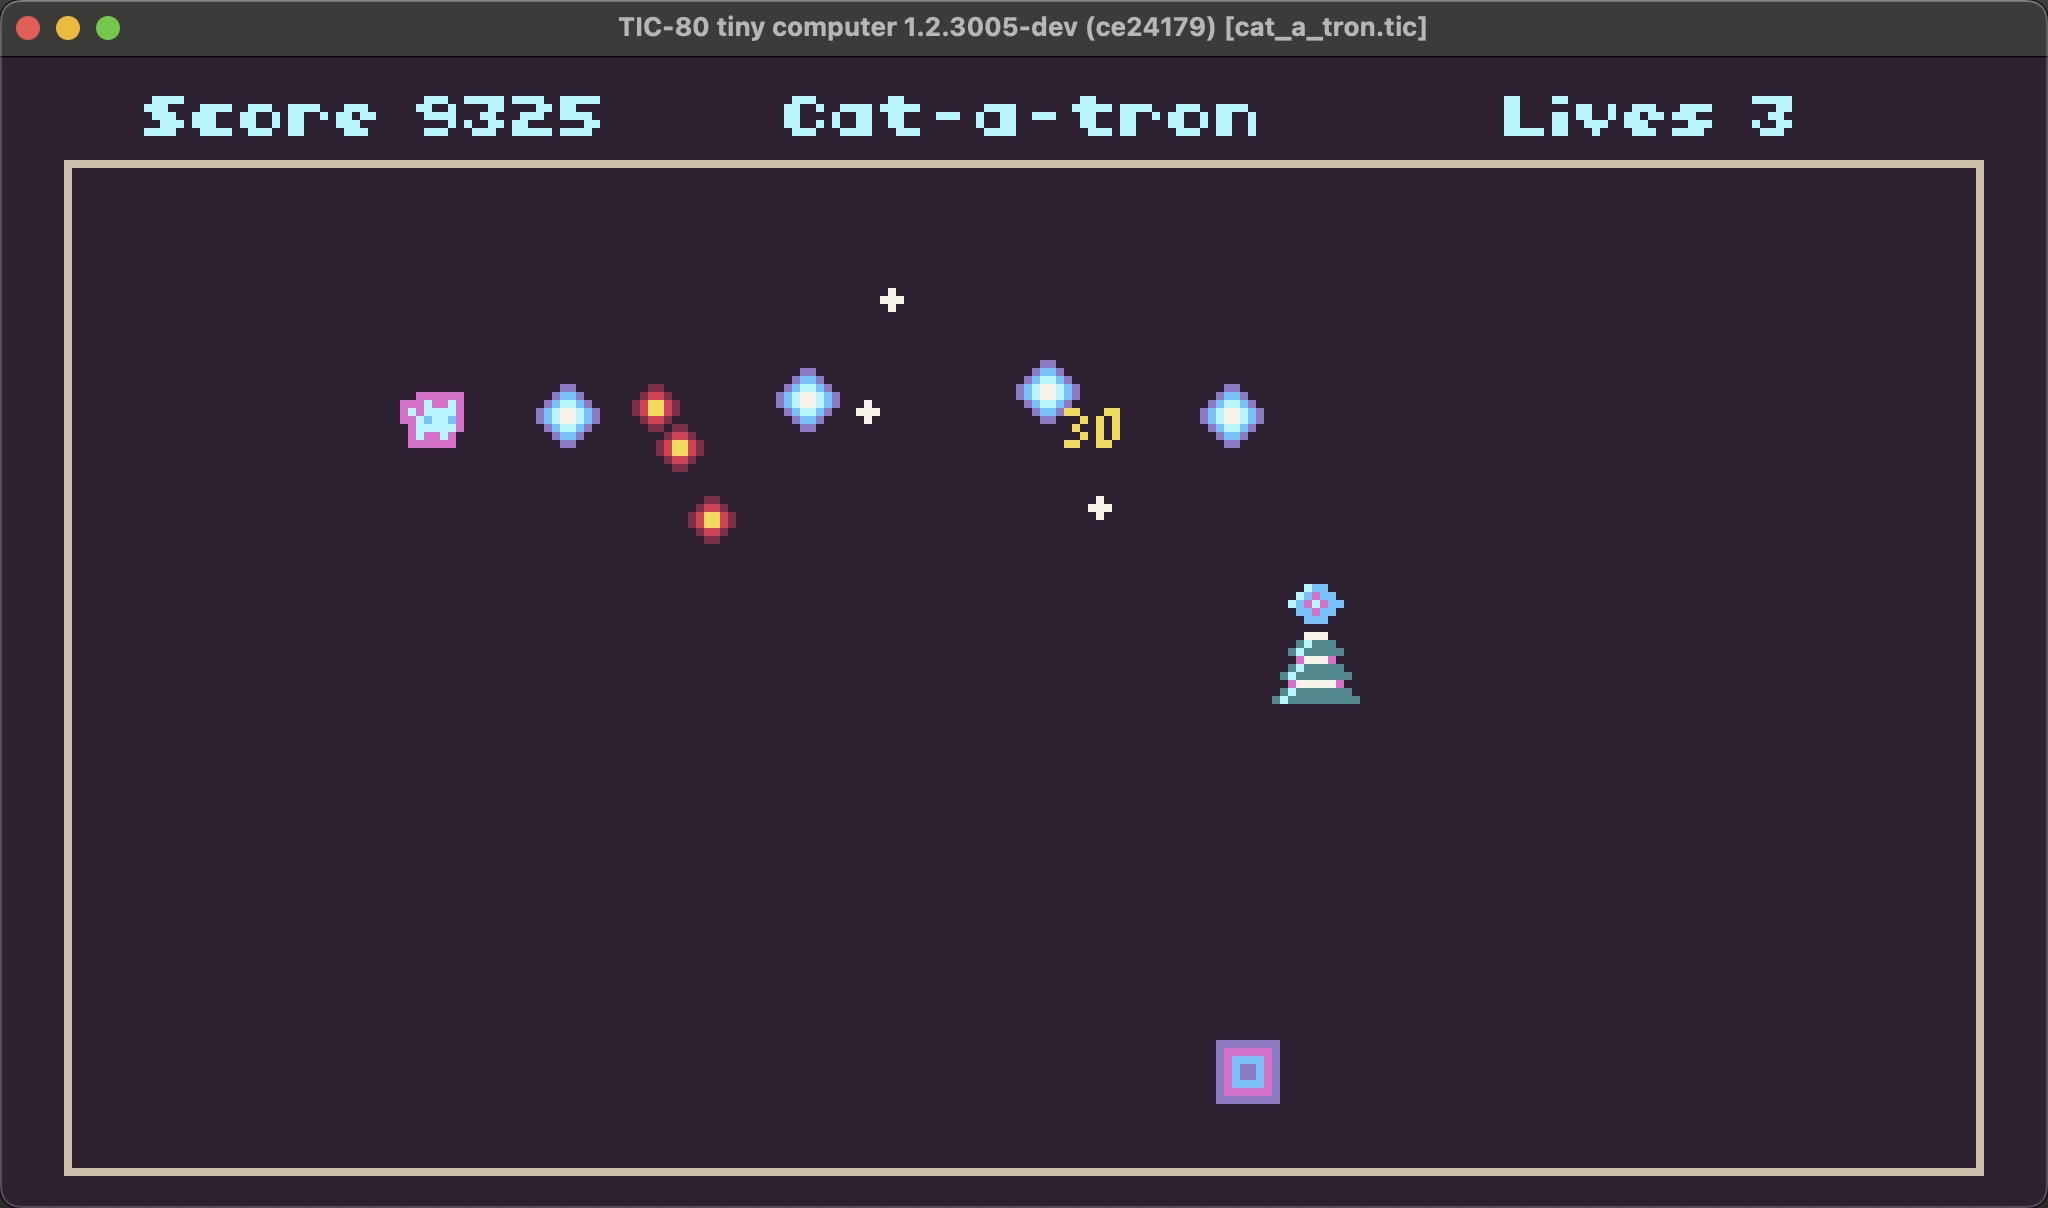 TIC-80 tiny computer 1.2.3005-dev (ce24179) [cat_a_tron.tic]
Score 9325 Cat-a-tron Lives 3
30